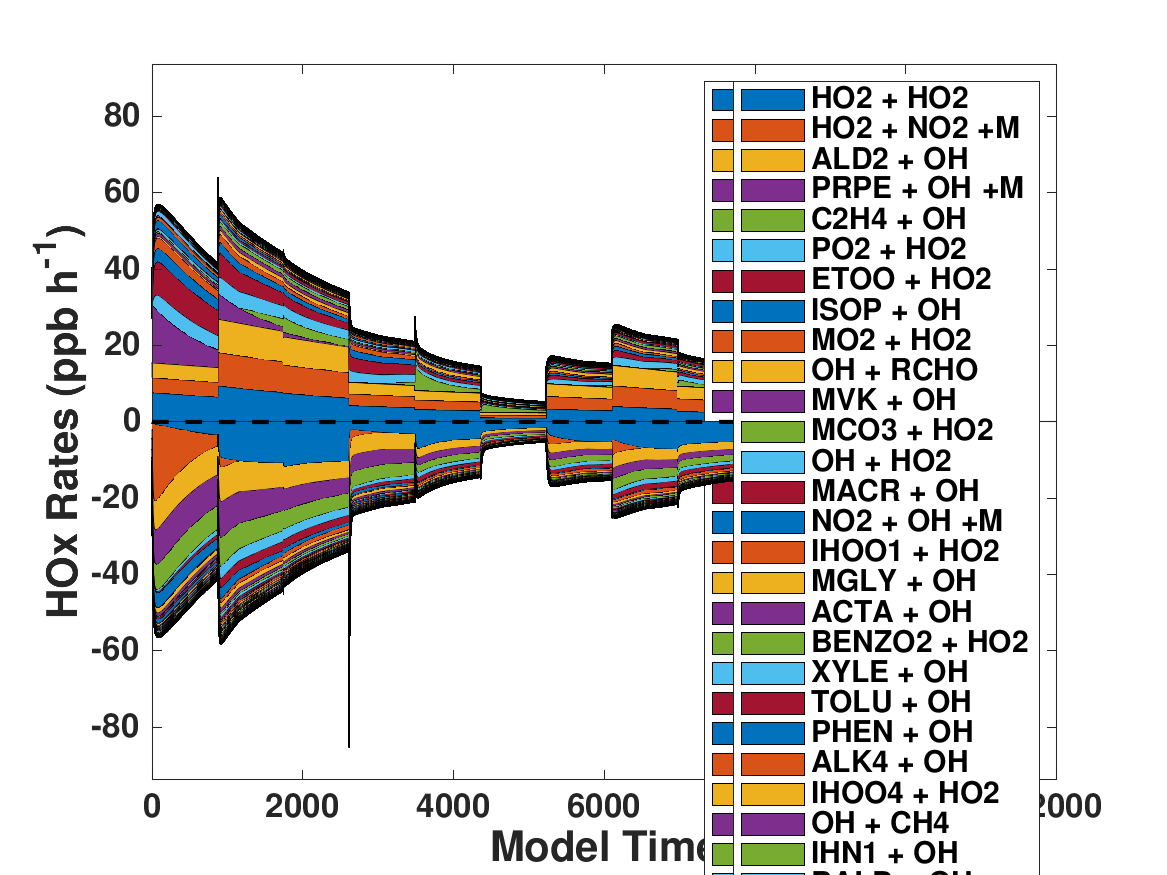 80
60
40
20
0
-20
-40
-60
-80
HOx Rates (ppb h-1)
0
2000
4000
6000
2000
Model Time
HO2 + HO2
HO2 + NO2 +M
ALD2 + OH
PRPE + OH +M
C2H4 + OH
PO2 + HO2
ETOO + HO2
ISOP + OH
MO2 + HO2
OH + RCHO
MVK + OH
MCO3 + HO2
OH + HO2
MACR + OH
NO2 + OH +M
IHOO1 + HO2
MGLY + OH
ACTA + OH
BENZO2 + HO2
XYLE + OH
TOLU + OH
PHEN + OH
ALK4 + OH
IHOO4 + HO2
OH + CH4
IHN1 + OH